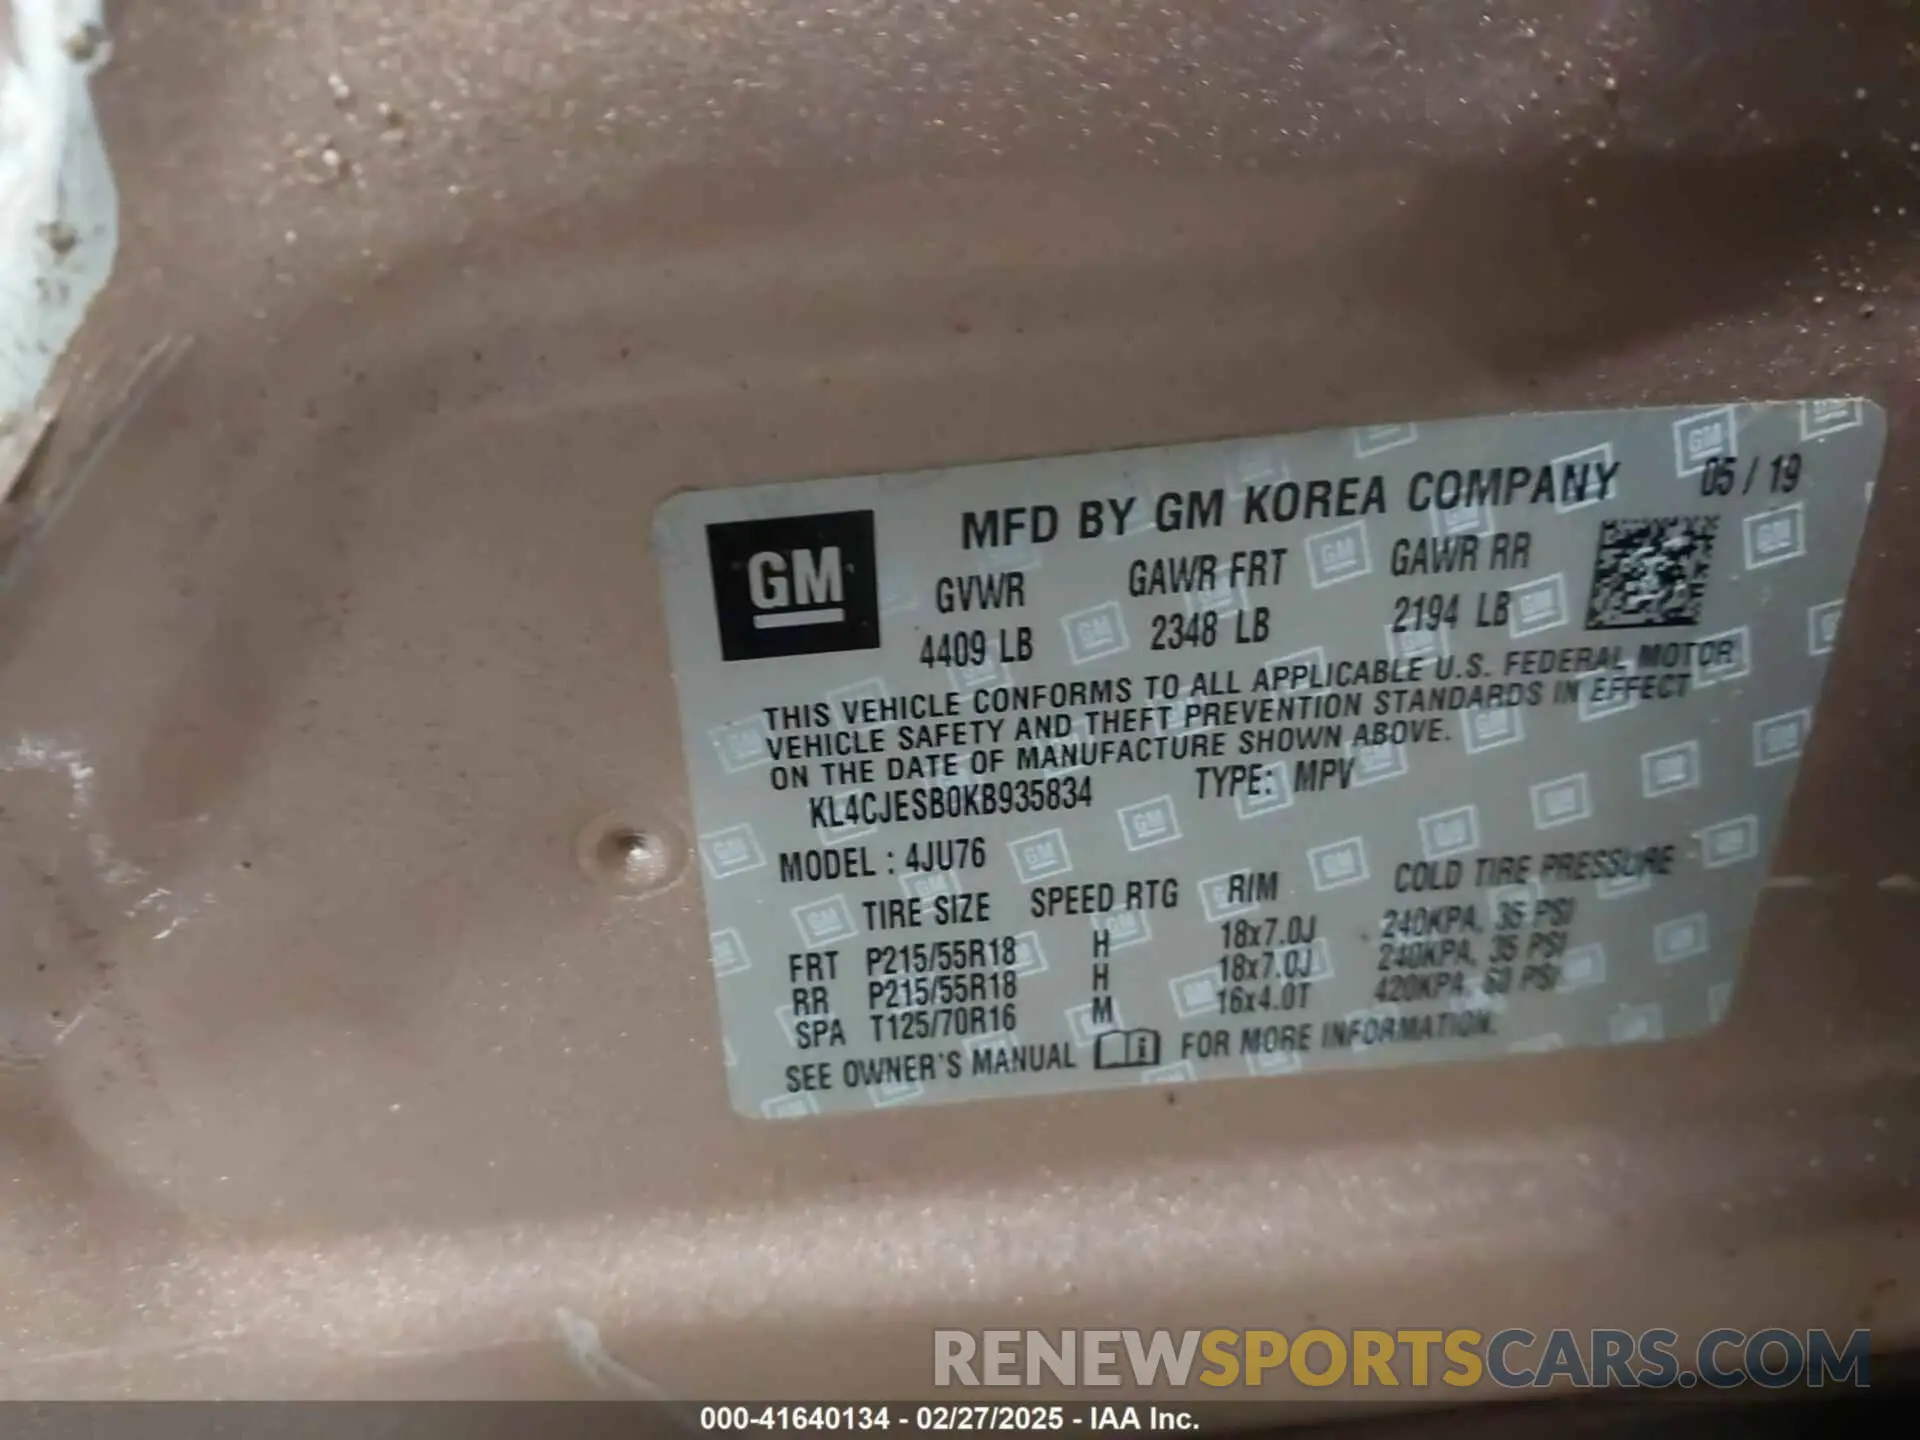 MFD BY GM KOREA COMPANY 05 / 19
GM
GVWR GAWR FRT GAWR RR
4409 LB 2348 LB 2194 LB
THIS VEHICLE CONFORMS TO ALL APPLICABLE U.S. FEDERAL MOTOR
VEHICLE SAFETY AND THEFT PREVENTION STANDARDS IN EFFECT
ON THE DATE OF MANUFACTURE SHOWN ABOVE.
KL4CJESB0KB935834 TYPE: MPV
MODEL : 4JU76
TIRE SIZE SPEED RTG RIM COLD TIRE PRESSURE
FRT P215/55R18 H 18x7.0J 240KPA, 35 PSI
RR P215/55R18 H 18x7.0J 240KPA, 35 PSI
SPA T125/70R16 M 16x4.0T 420KPA, 60 PSI
SEE OWNER'S MANUAL FOR MORE INFORMATION.
RENEWSPORTSCARS.COM
000-41640134 - 02/27/2025 - IAA Inc.